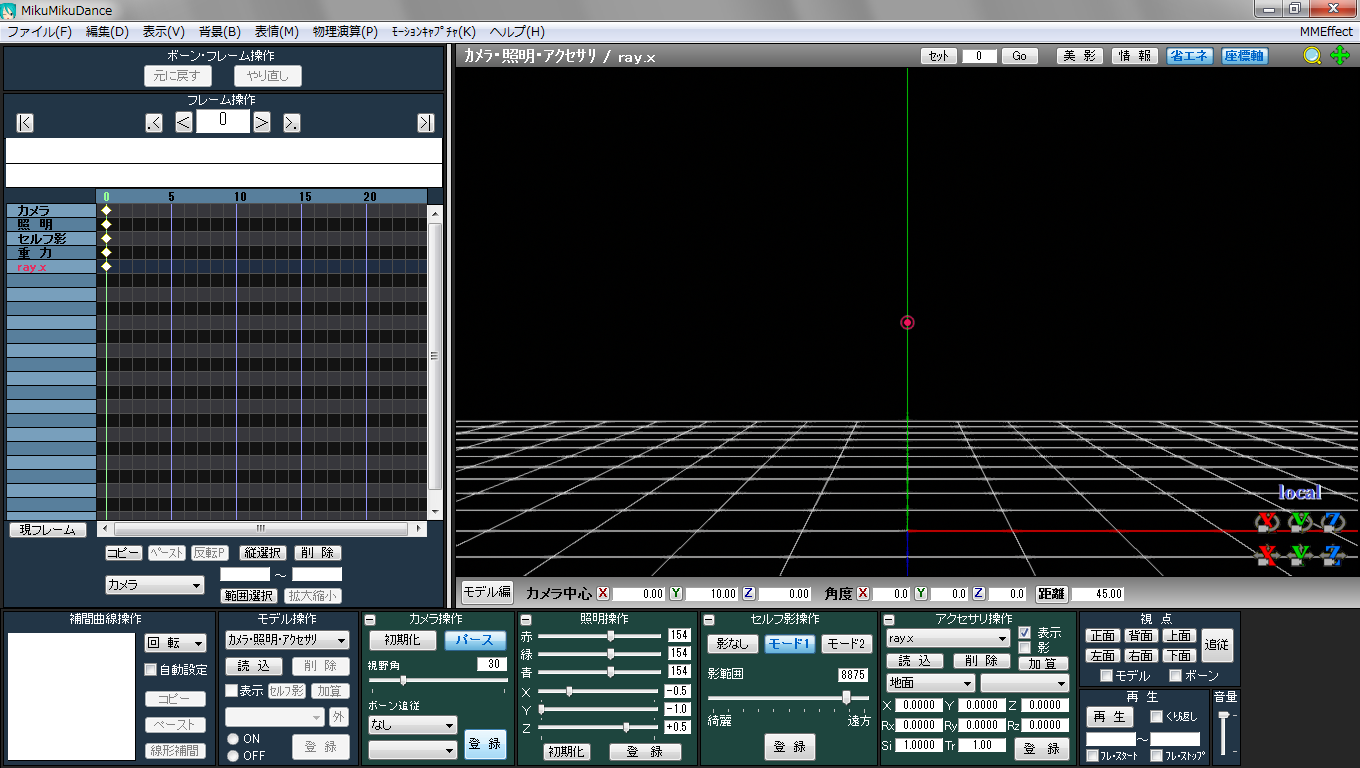 MikuMikuDance
ファイル(F) 編集(D) 表示(V) 背景(B) 表情(M) 物理演算(P) ﾓｰｼｮﾝｷｬﾌﾟﾁｬ(K) ヘルプ(H) MMEffect
ボーン・フレーム操作
元に戻す やり直し
フレーム操作
|< .< < 0 > >. >|
0 5 10 15 20
カメラ
照 明
セルフ影
重 力
ray.x
現フレーム
コピー ﾍﾟｰｽﾄ 反転P 縦選択 削 除
カメラ ～
範囲選択 拡大縮小
カメラ・照明・アクセサリ / ray.x ｾｯﾄ 0 Go 美 影 情 報 省エネ 座標軸
local
X Y Z
X Y Z
モデル編 カメラ中心 X 0.00 Y 10.00 Z 0.00 角度 X 0.0 Y 0.0 Z 0.0 距離 45.00
補間曲線操作
回 転
自動設定
コピー
ペースト
線形補間
モデル操作
ｶﾒﾗ・照明・ｱｸｾｻﾘ
読 込 削 除
表示 ｾﾙﾌ影 加算
外
ON
OFF
登 録
カメラ操作
初期化 パース
視野角 30
ボーン追従
なし
登 録
照明操作
赤 154
緑 154
青 154
X -0.5
Y -1.0
Z +0.5
初期化 登 録
セルフ影操作
影なし モード1 モード2
影範囲 8875
綺麗 遠方
登 録
アクセサリ操作
ray.x 表示
影
読 込 削 除 加 算
地面
X 0.0000 Y 0.0000 Z 0.0000
Rx 0.0000 Ry 0.0000 Rz 0.0000
Si 1.0000 Tr 1.00 登 録
視 点
正面 背面 上面
左面 右面 下面
追従
モデル ボーン
再 生
再 生 くり返し
～
ﾌﾚ・ｽﾀｰﾄ ﾌﾚ・ｽﾄｯﾌﾟ
音量